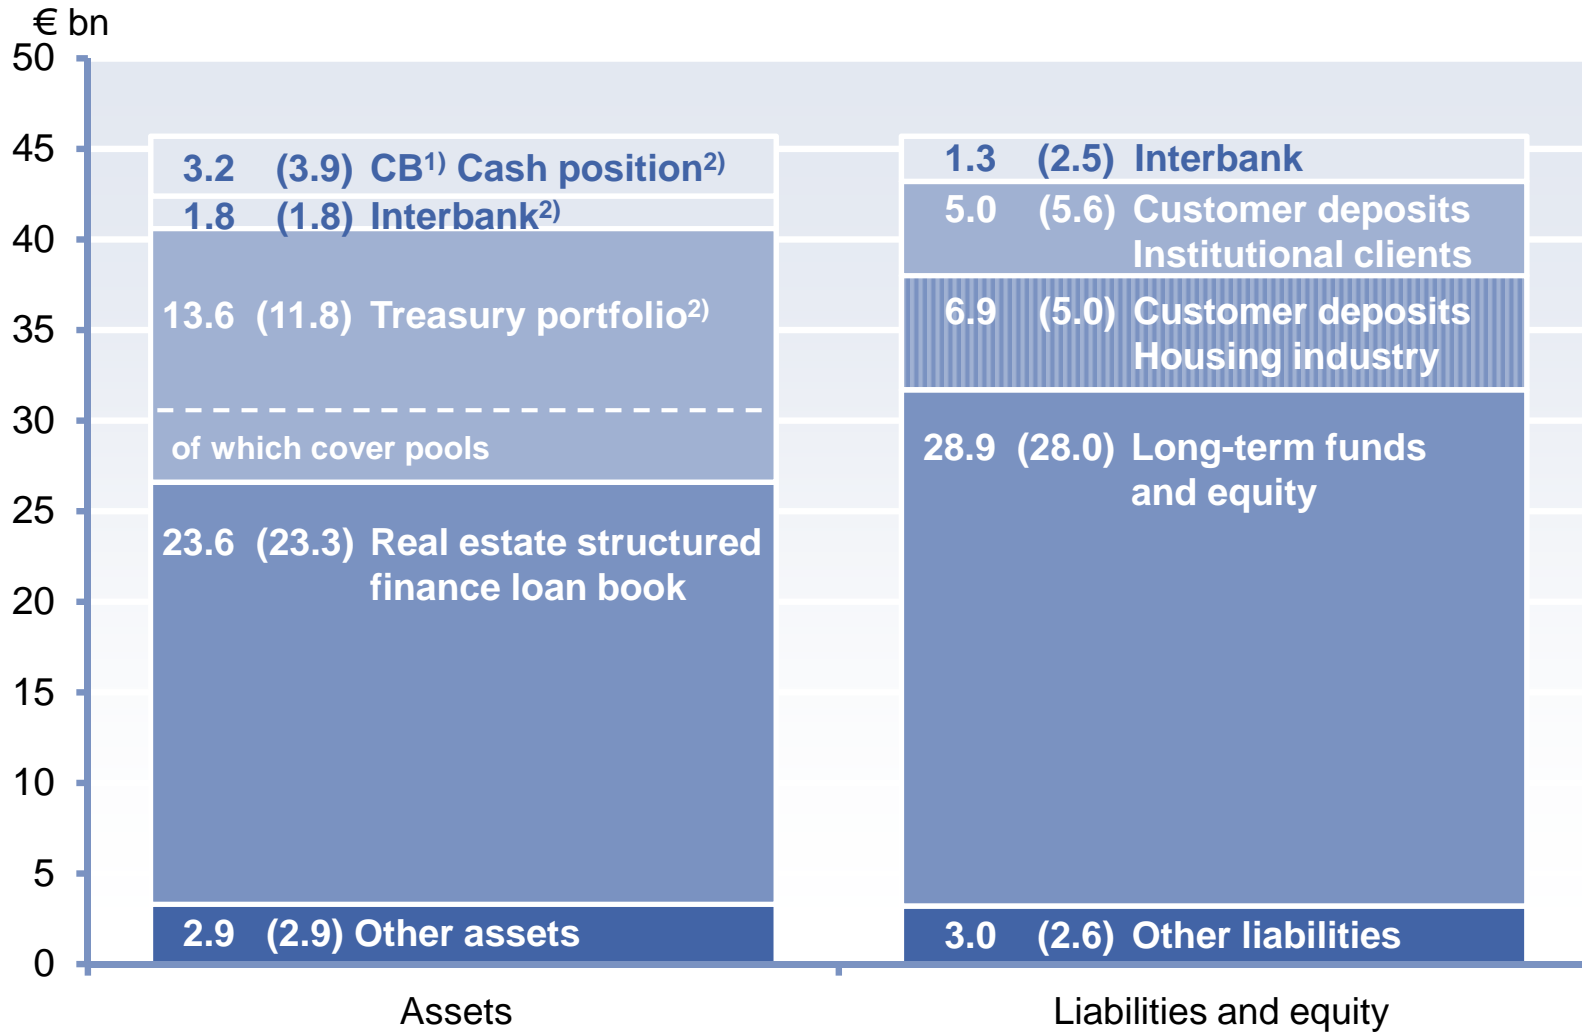 € bn
50
45
40
35
30
25
20
15
10
5
0
3.2 (3.9) CB1) Cash position2)
1.8 (1.8) Interbank2)
13.6 (11.8) Treasury portfolio2)
of which cover pools
23.6 (23.3) Real estate structured
finance loan book
2.9 (2.9) Other assets
1.3 (2.5) Interbank
5.0 (5.6) Customer deposits
Institutional clients
6.9 (5.0) Customer deposits
Housing industry
28.9 (28.0) Long-term funds
and equity
3.0 (2.6) Other liabilities
Assets
Liabilities and equity